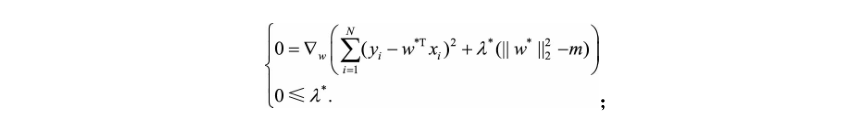 0 = ∇_w ( ∑_{i=1}^{N} (y_i − w^{*T} x_i)^2 + λ^* (‖ w^* ‖_2^2 −m) )
0 ≤ λ^*. ;